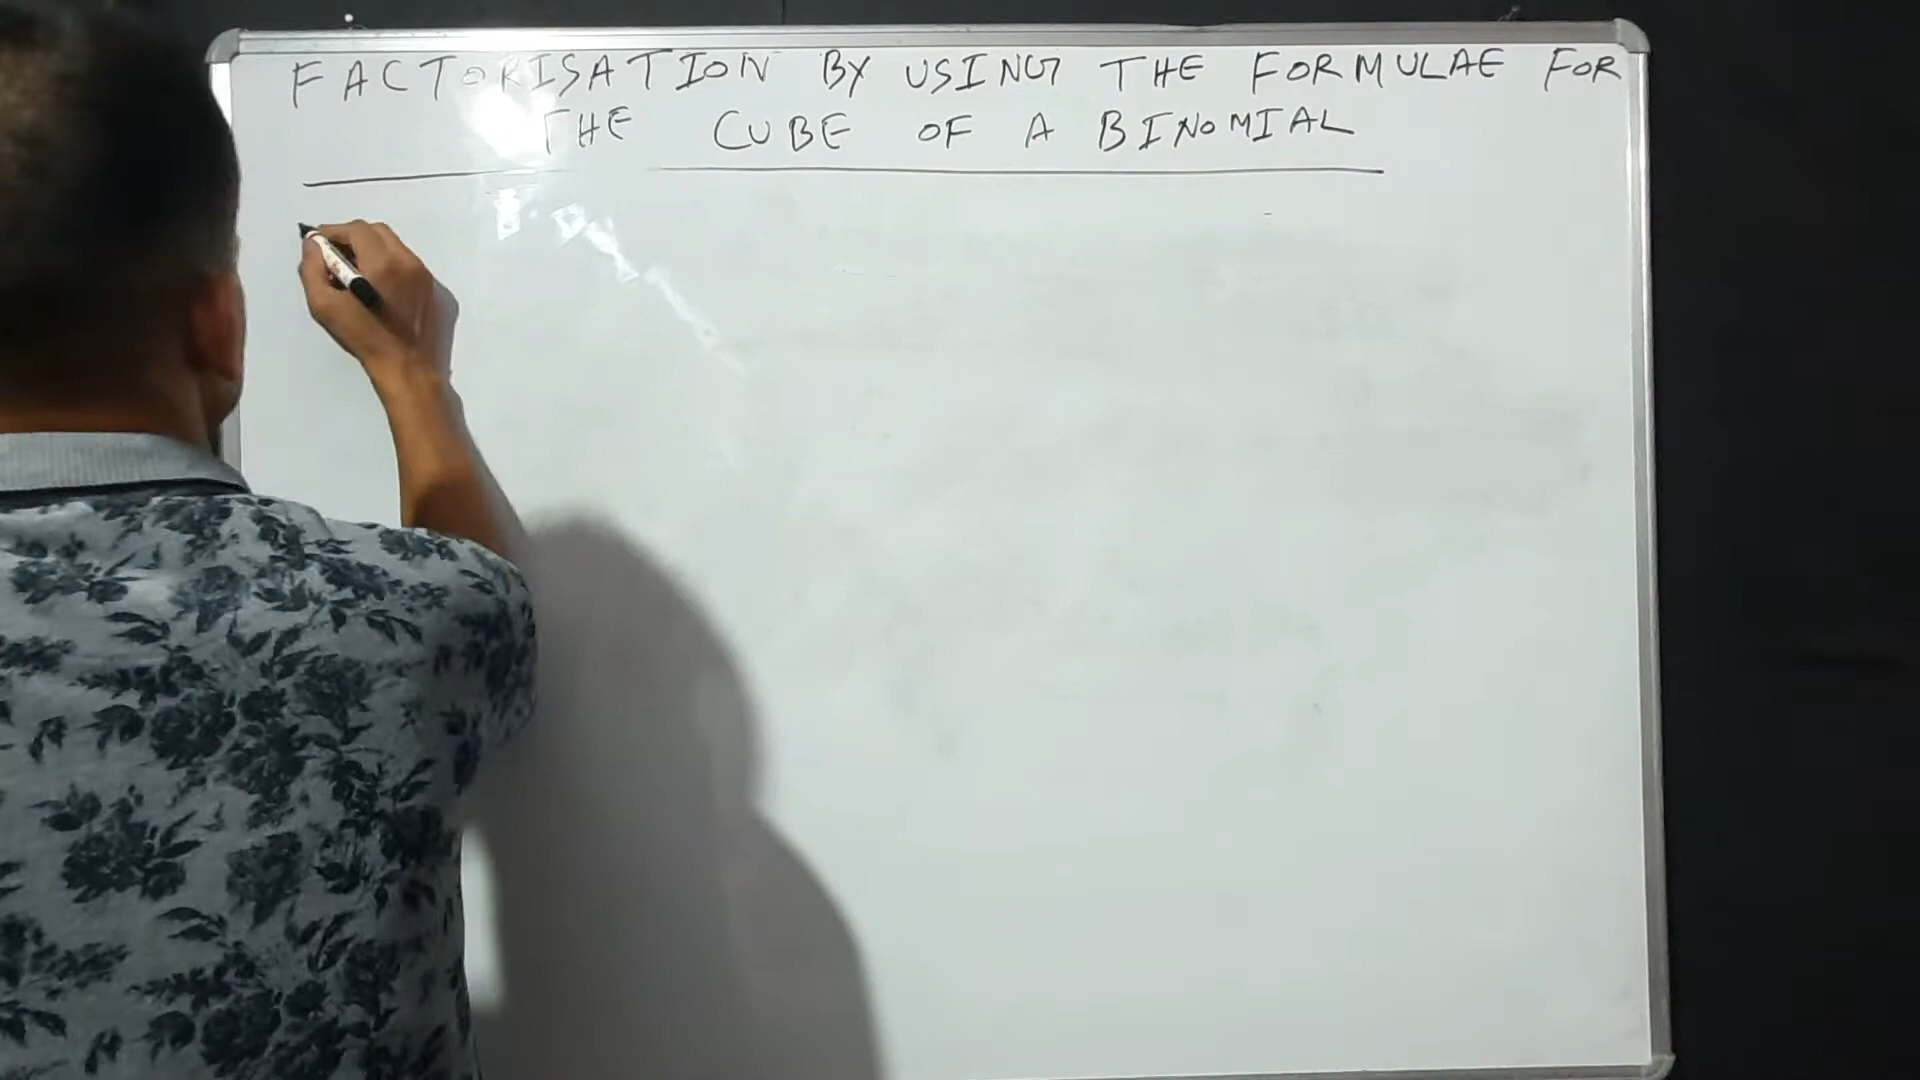 FACTORISATION BY USING THE FORMULAE FOR
THE CUBE OF A BINOMIAL